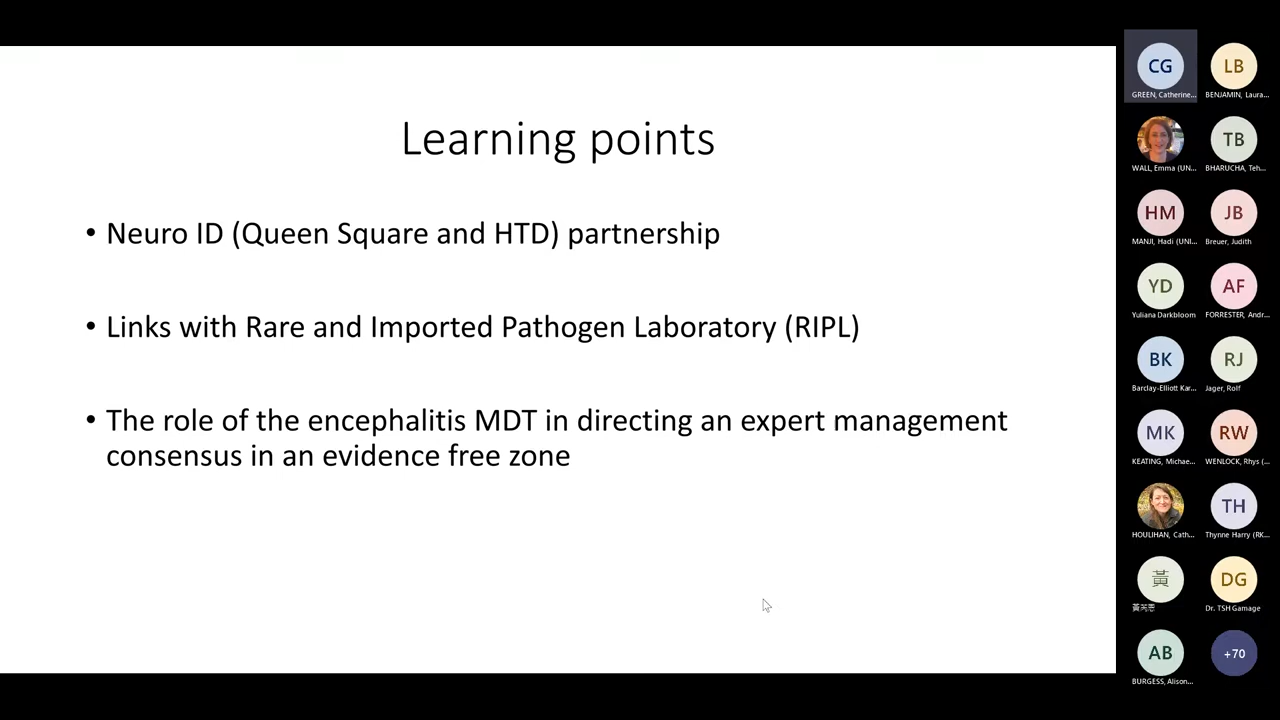 Learning points
• Neuro ID (Queen Square and HTD) partnership
• Links with Rare and Imported Pathogen Laboratory (RIPL)
• The role of the encephalitis MDT in directing an expert management
consensus in an evidence free zone
CG
GREEN, Catherine...
LB
BENJAMIN, Laura...
WALL, Emma (UN...
TB
BHARUCHA, Teh...
HM
MANJI, Hadi (UNI...
JB
Breuer, Judith
YD
Yuliana Darkbloom
AF
FORRESTER, Andr...
BK
Barclay-Elliott Kar...
RJ
Jager, Rolf
MK
KEATING, Michae...
RW
WENLOCK, Rhys (...
HOULIHAN, Cath...
TH
Thynne Harry (RK...
黃
DG
Dr. TSH Gamage
AB
BURGESS, Alison...
+70